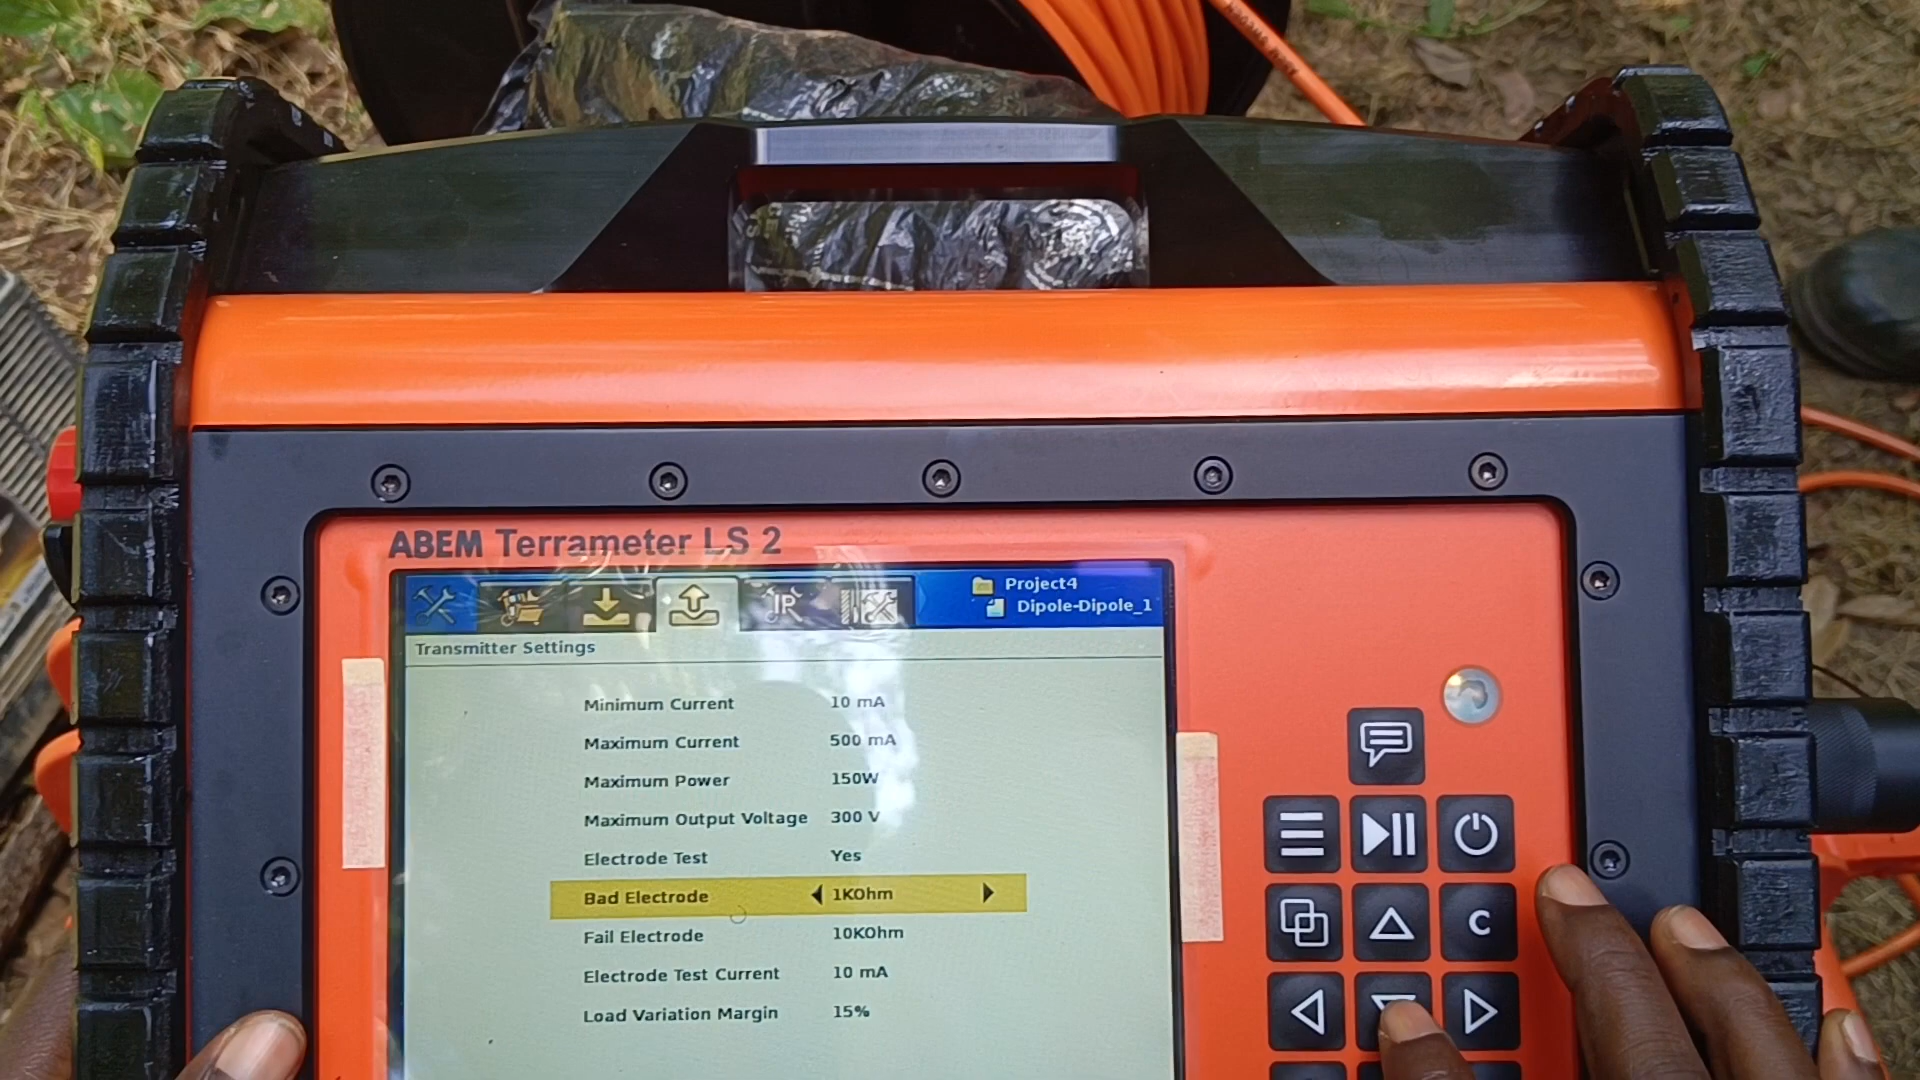 ABEM Terrameter LS 2
IP
Project4
Dipole-Dipole_1
Transmitter Settings
Minimum Current 10 mA
Maximum Current 500 mA
Maximum Power 150W
Maximum Output Voltage 300 V
Electrode Test Yes
Bad Electrode 1KOhm
Fail Electrode 10KOhm
Electrode Test Current 10 mA
Load Variation Margin 15%
C